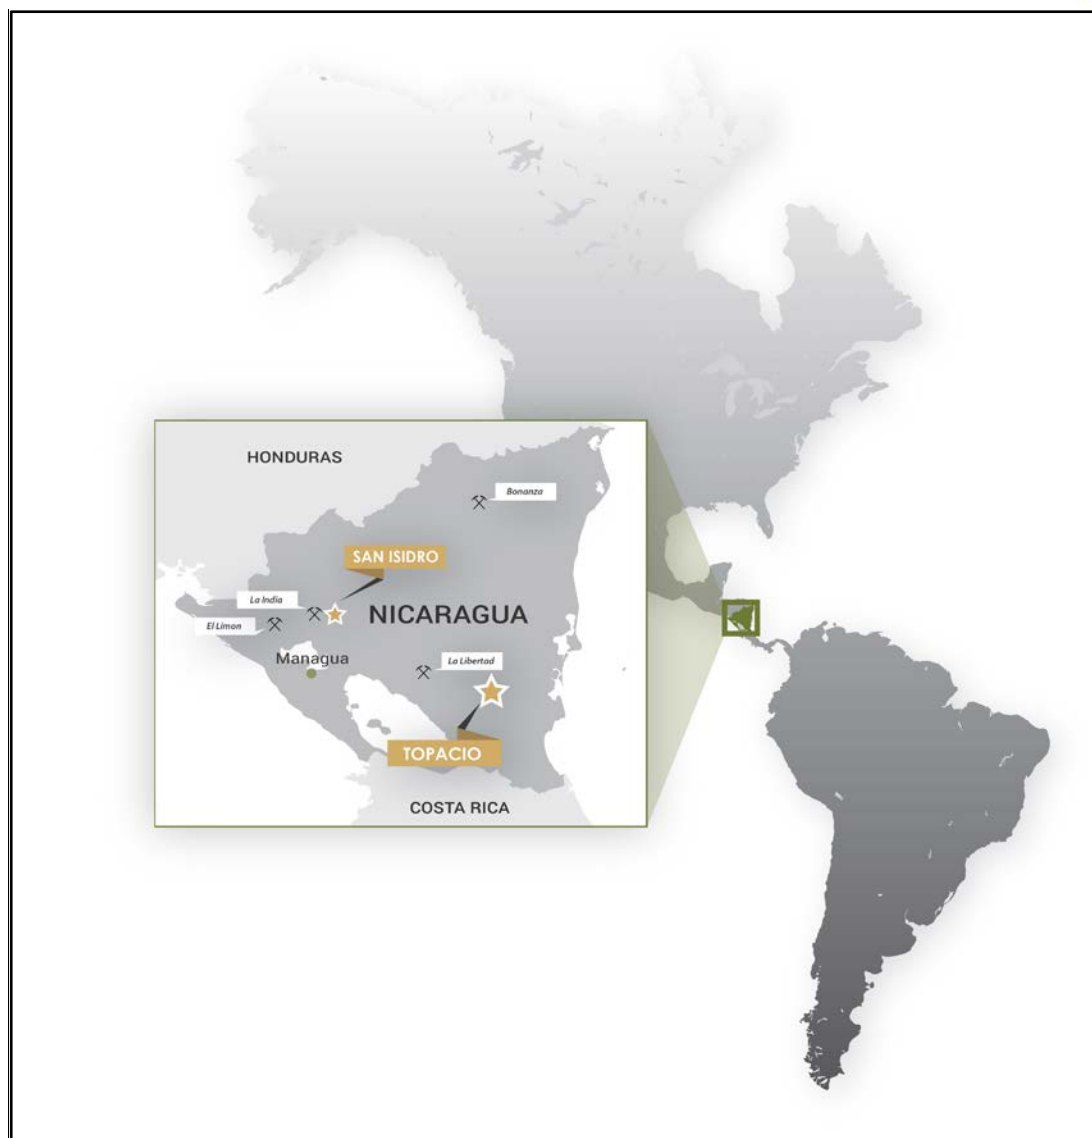 HONDURAS
Bonanza
SAN ISIDRO
La India
NICARAGUA
El Limon
Managua
La Libertad
TOPACIO
COSTA RICA